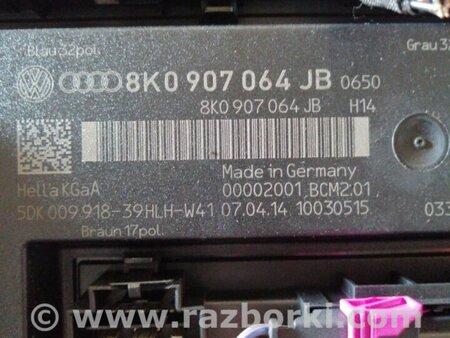 Blau 32pol.
Grau 32
8K0 907 064 JB 0650
8K0 907 064 JB H14
Made in Germany
Hella KGaA
00002001 BCM2.01
5DK 009.918-39 HLH-W41 07.04.14 10030515
033
Braun 17pol.
© www.razborki.com